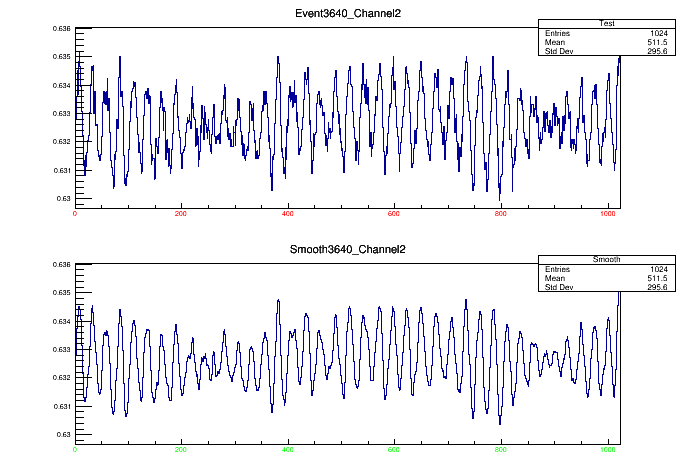 Event3640_Channel2
Test
Entries 1024
Mean 511.5
Std Dev 295.6
0.636
0.635
0.634
0.633
0.632
0.631
0.63
0 200 400 600 800 1000
Smooth3640_Channel2
Smooth
Entries 1024
Mean 511.5
Std Dev 295.6
0.636
0.635
0.634
0.633
0.632
0.631
0.63
0 200 400 600 800 1000